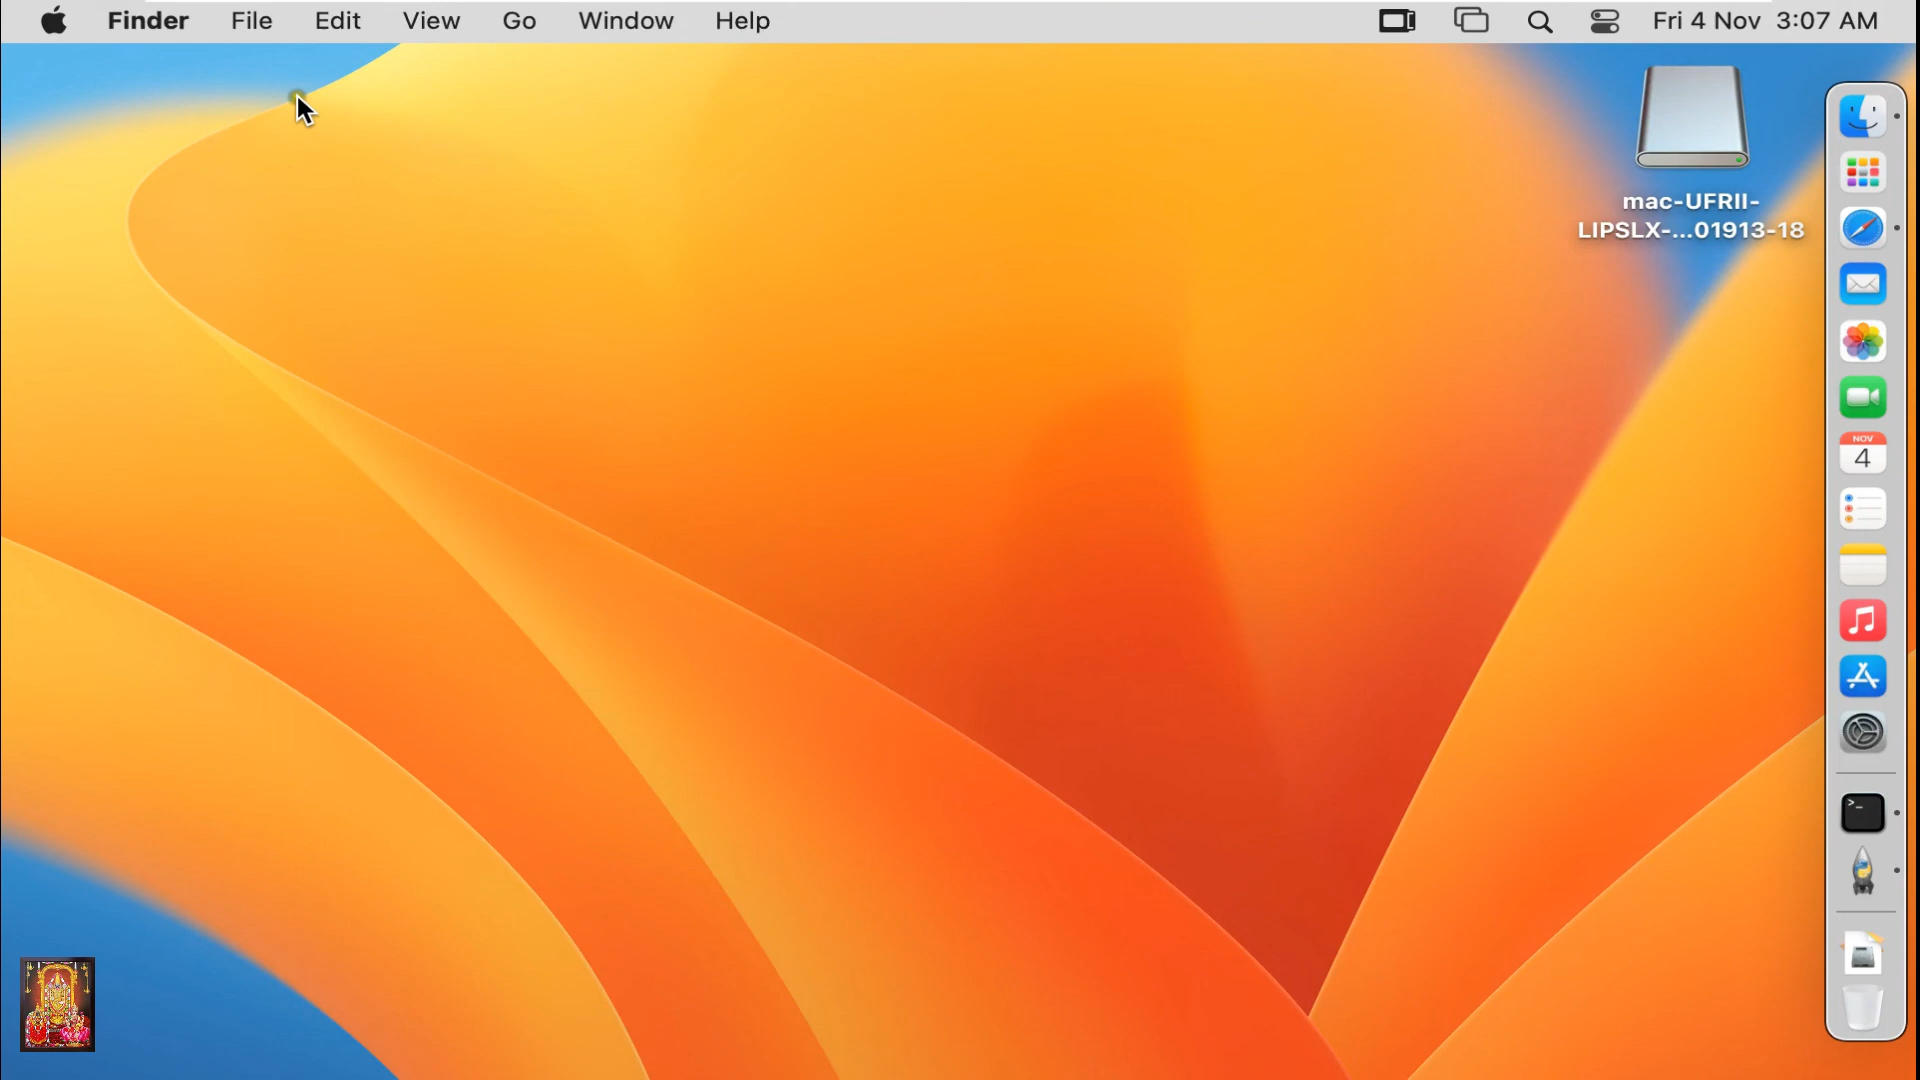 Finder File Edit View Go Window Help Fri 4 Nov 3:07 AM
mac-UFRII-
LIPSLX-...01913-18
NOV
4
>_